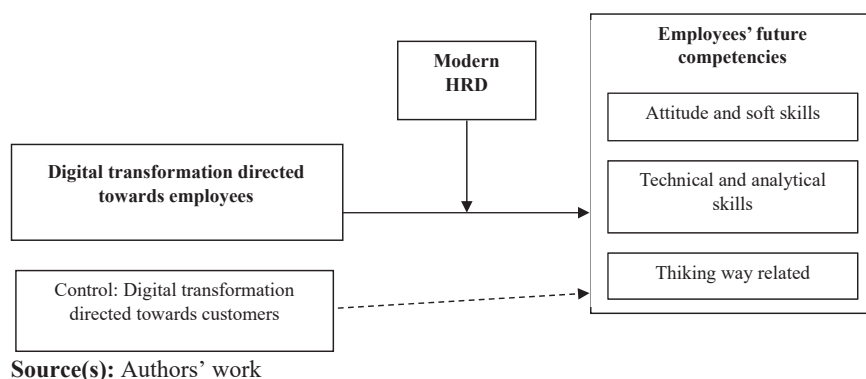 Modern
HRD
Employees' future
competencies
Attitude and soft skills
Digital transformation directed
towards employees
Technical and analytical
skills
Thiking way related
Control: Digital transformation
directed towards customers
Source(s): Authors' work